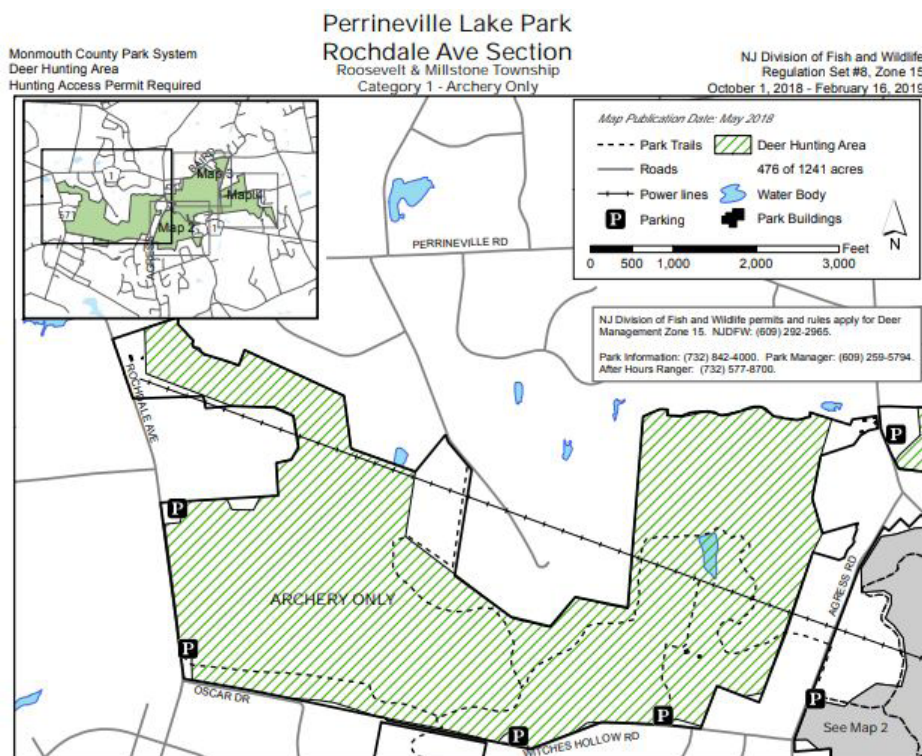 Perrineville Lake Park
Rochdale Ave Section
Roosevelt & Millstone Township
Category 1 - Archery Only
Monmouth County Park System
Deer Hunting Area
Hunting Access Permit Required
NJ Division of Fish and Wildlife
Regulation Set #8, Zone 15
October 1, 2018 - February 16, 2019
BAIRD
Map 3
Map 4
1
571
Map 2
1
AGRESS
Map Publication Date: May 2018
Park Trails
Deer Hunting Area
Roads
476 of 1241 acres
Power lines
Water Body
P Parking
Park Buildings
N
Feet
0 500 1,000 2,000 3,000
PERRINEVILLE RD
NJ Division of Fish and Wildlife permits and rules apply for Deer
Management Zone 15. NJDFW: (609) 292-2965.
Park Information: (732) 842-4000. Park Manager: (609) 259-5794.
After Hours Ranger: (732) 577-8700.
ROCHDALE AVE
P
P
ARCHERY ONLY
AGRESS RD
P
OSCAR DR
P
P
P
WITCHES HOLLOW RD
See Map 2